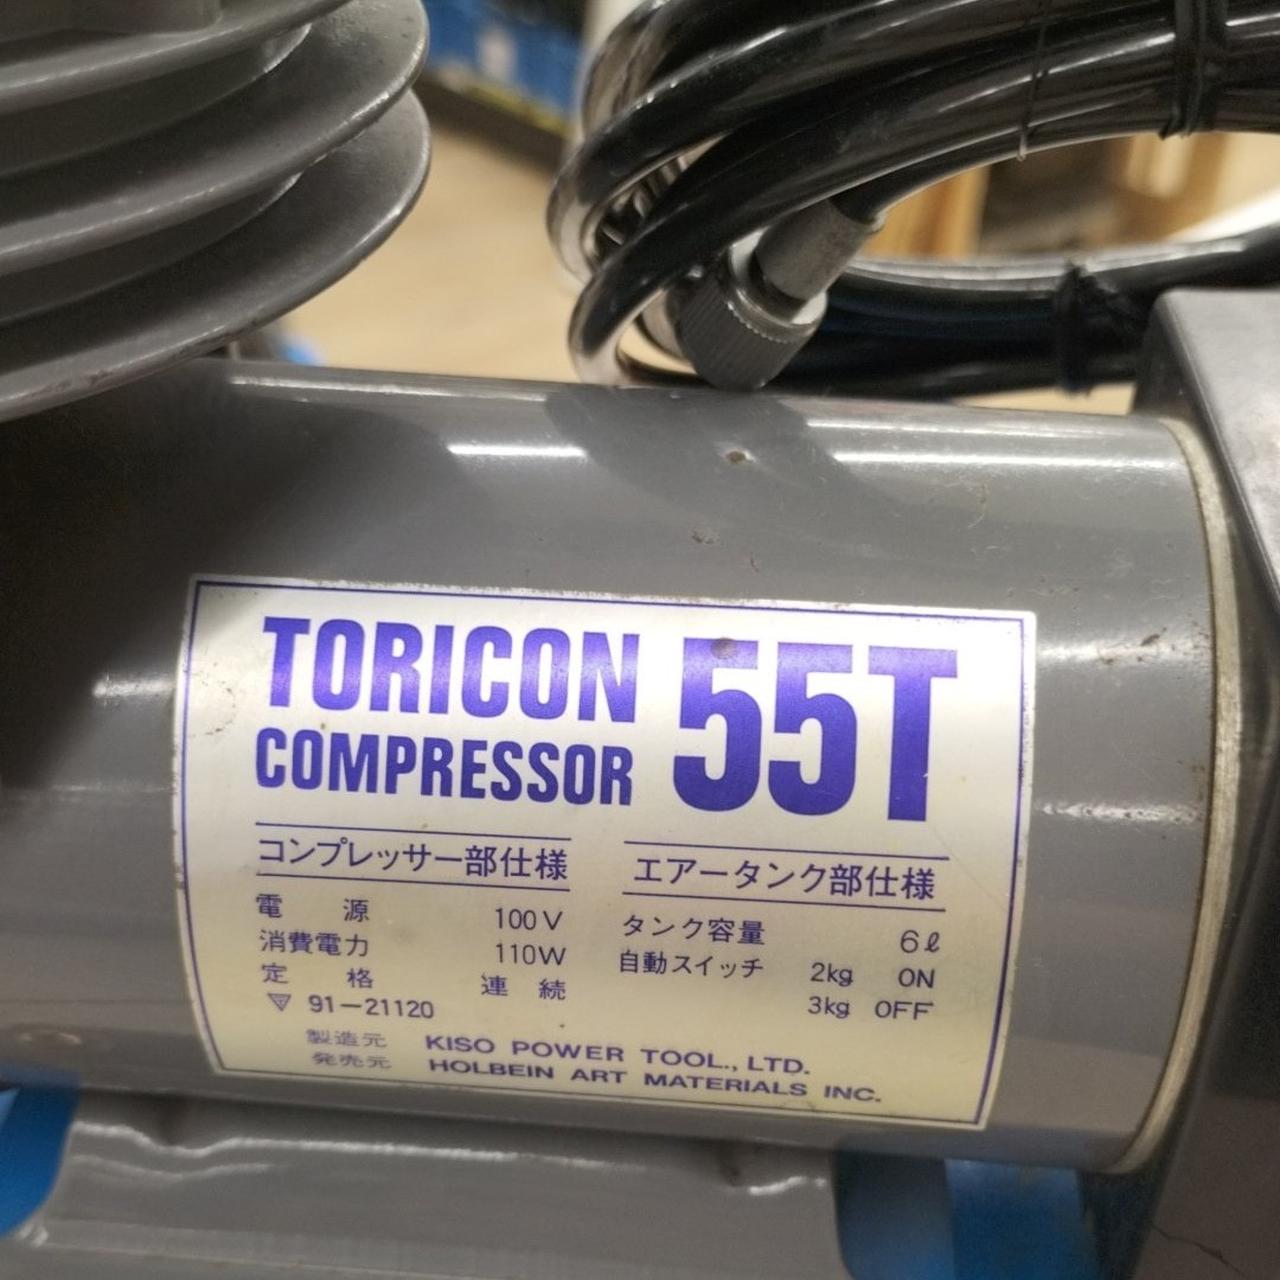 TORICON 55T
COMPRESSOR
コンプレッサー部仕様
電 源 100V
消費電力 110W
定 格 連 続
91-21120
エアータンク部仕様
タンク容量 6ℓ
自動スイッチ 2kg ON
3kg OFF
製造元 KISO POWER TOOL., LTD.
発売元 HOLBEIN ART MATERIALS INC.